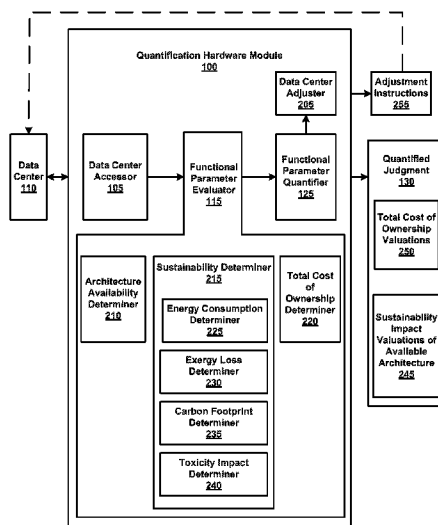 Quantification Hardware Module
100
Data Center
Adjuster
205
Adjustment
Instructions
255
Data
Center
110
Data Center
Accessor
105
Functional
Parameter
Evaluator
115
Functional
Parameter
Quantifier
125
Quantified
Judgment
130
Total Cost of
Ownership
Valuations
250
Sustainability
Impact
Valuations of
Available
Architecture
245
Architecture
Availability
Determiner
210
Sustainability Determiner
215
Energy Consumption
Determiner
225
Exergy Loss
Determiner
230
Carbon Footprint
Determiner
235
Toxicity Impact
Determiner
240
Total Cost
of
Ownership
Determiner
220